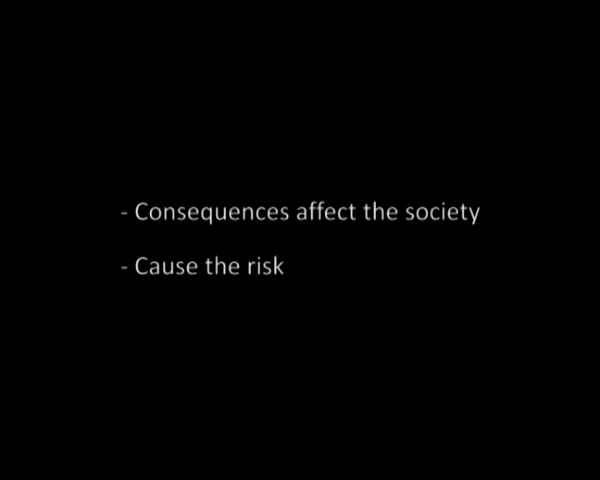 - Consequences affect the society
- Cause the risk